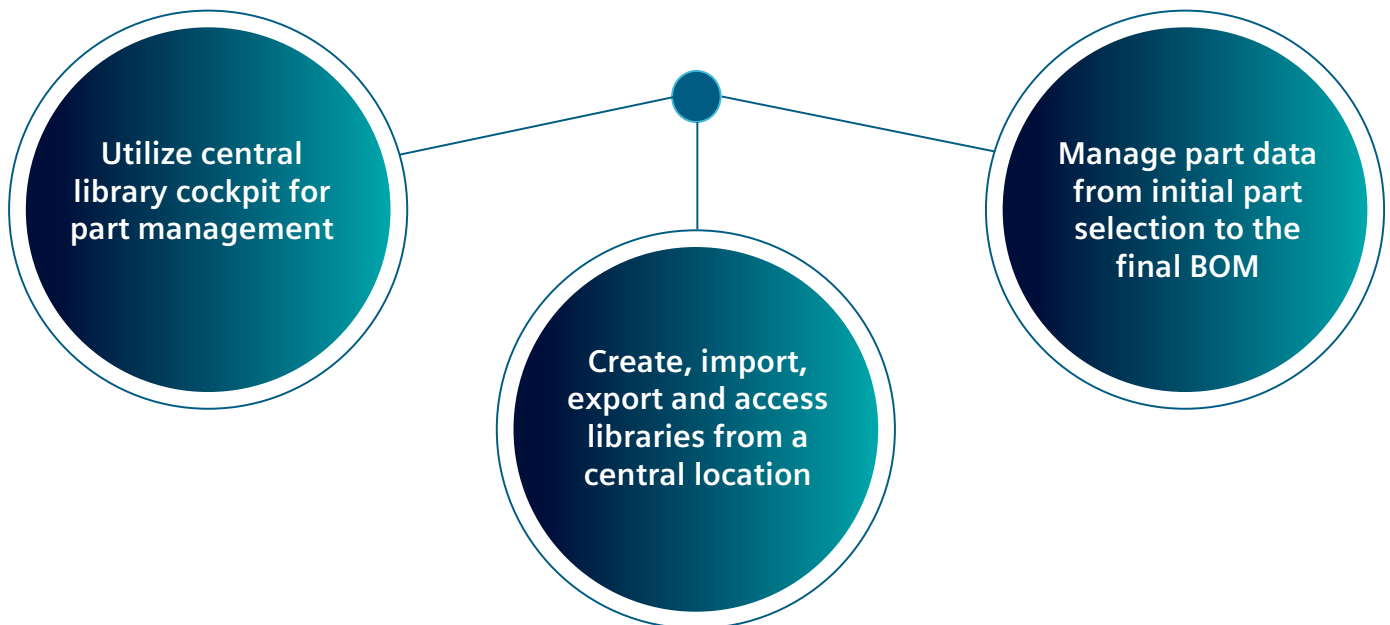 Utilize central
library cockpit for
part management
Create, import,
export and access
libraries from a
central location
Manage part data
from initial part
selection to the
final BOM